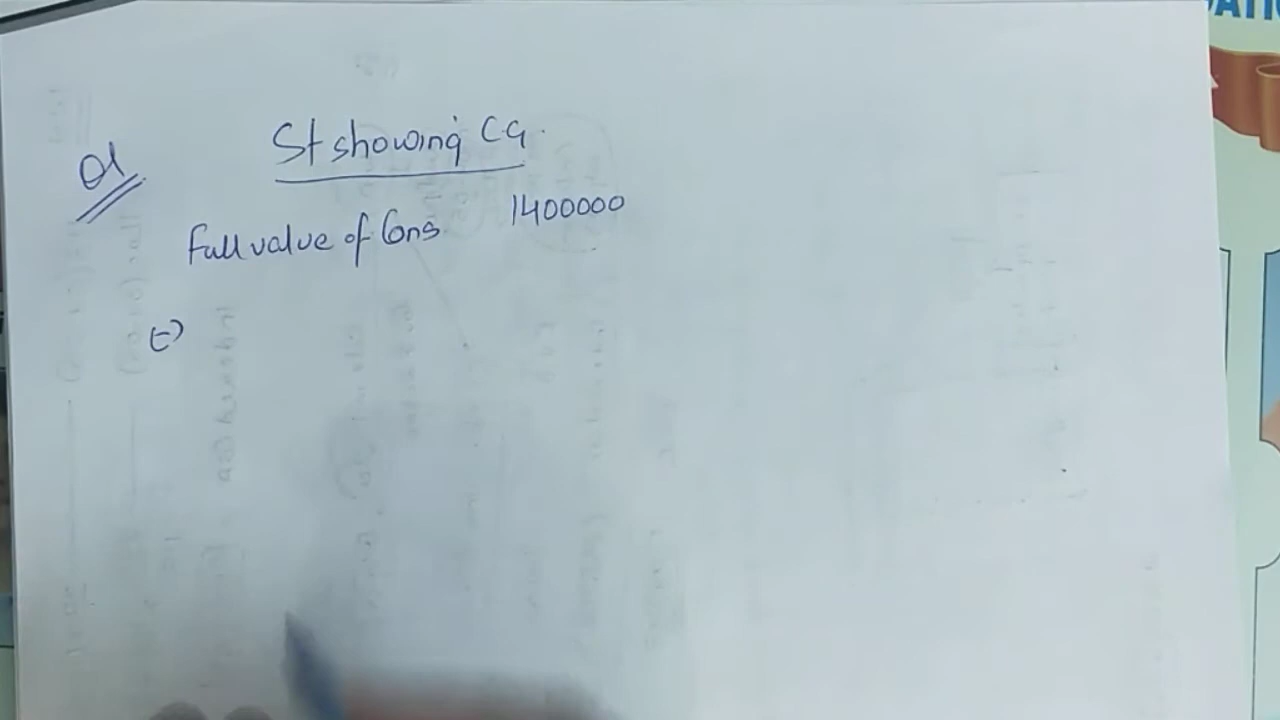 Q1
St showing CG.
Full value of Cons 1400000
(-)